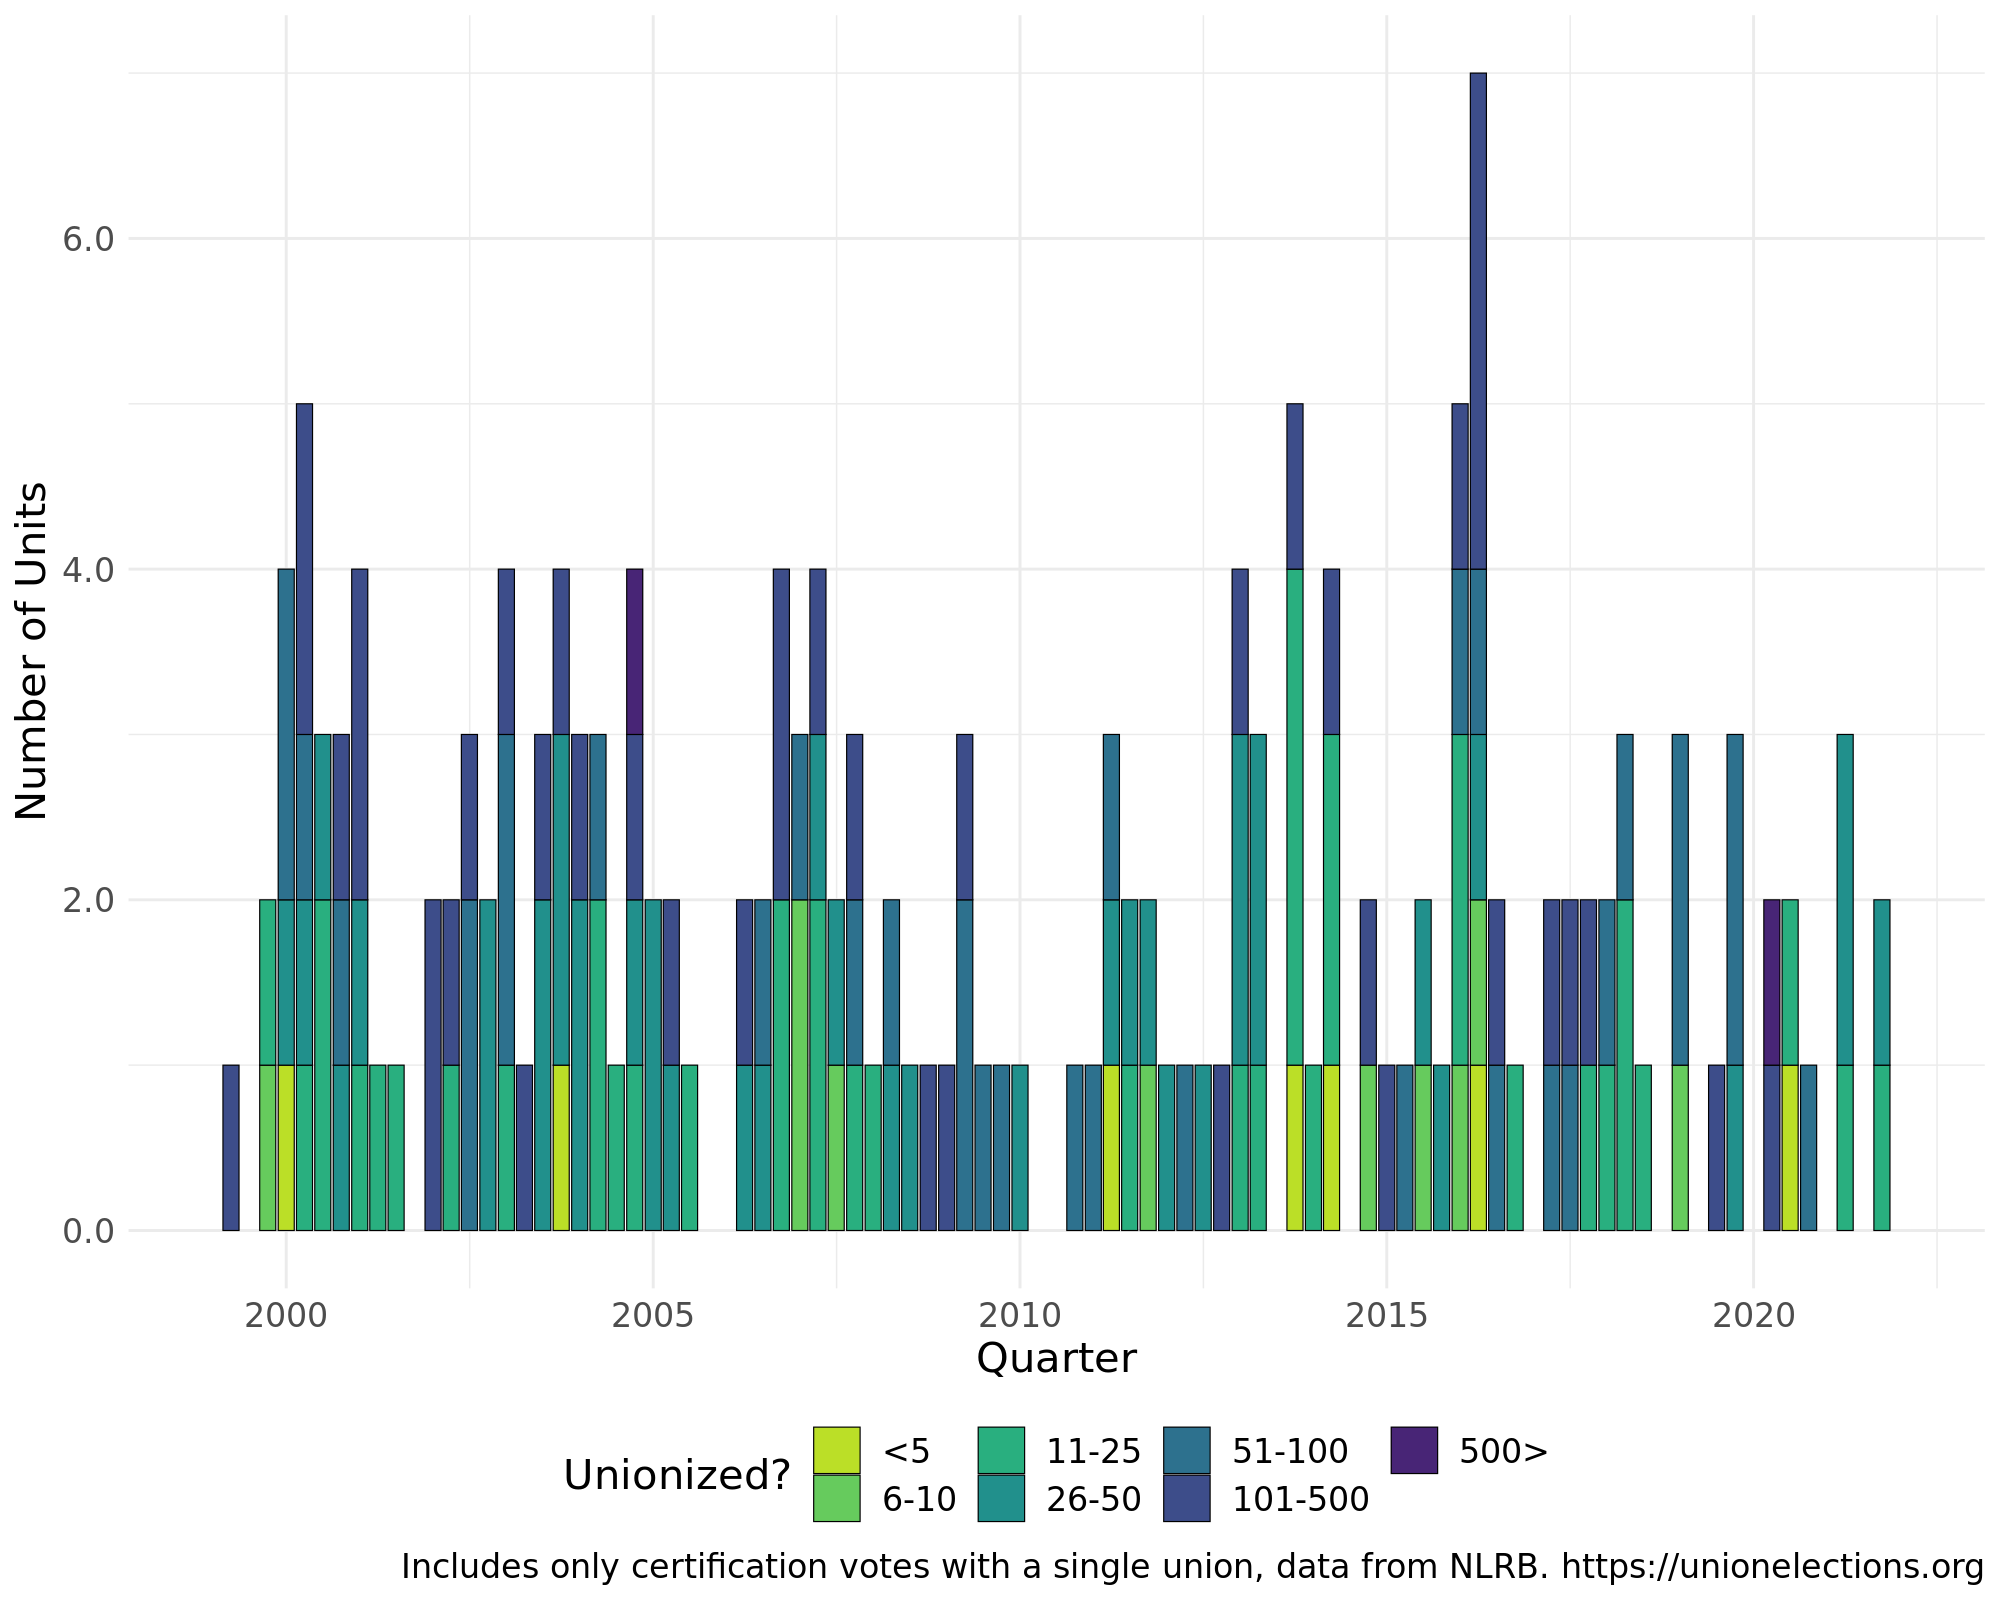 Number of Units
6.0
4.0
2.0
0.0
2000 2005 2010 2015 2020
Quarter
Unionized?
<5 11-25 51-100 500>
6-10 26-50 101-500
Includes only certification votes with a single union, data from NLRB. https://unionelections.org